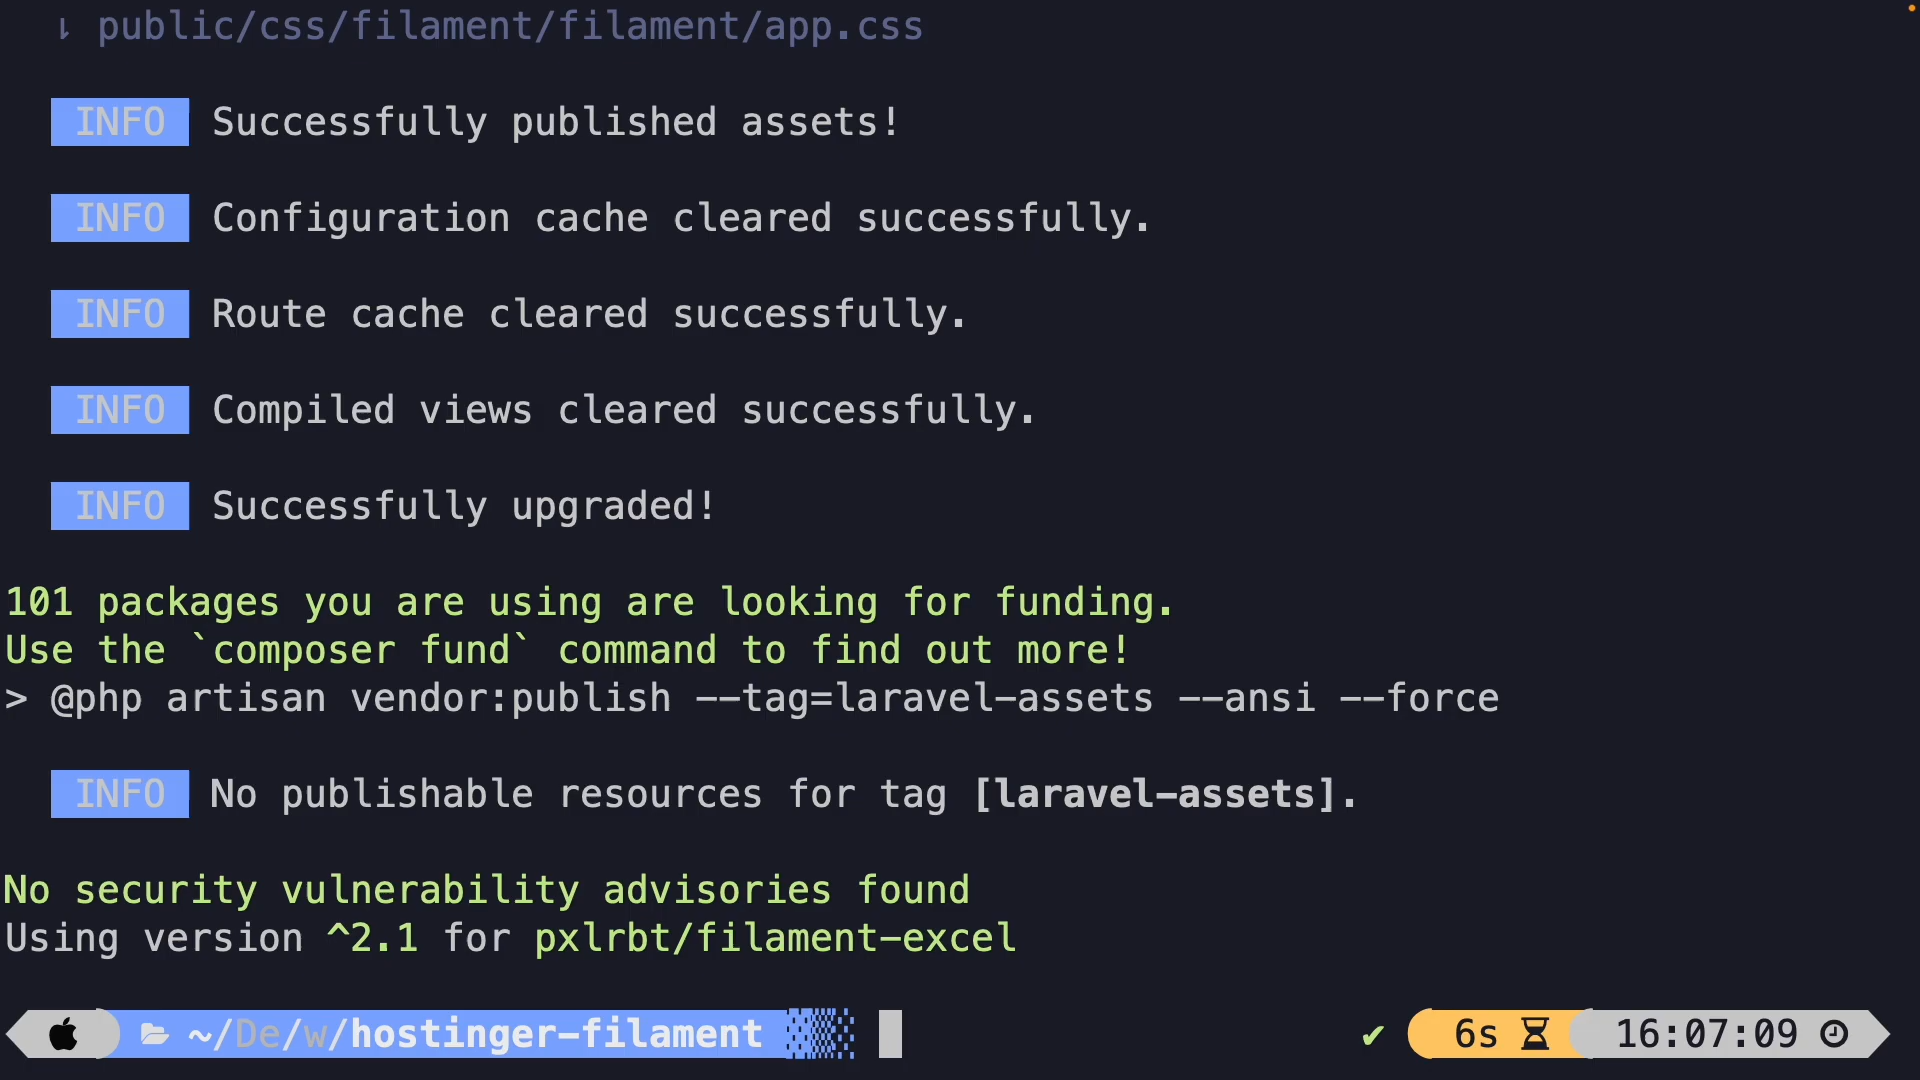 ⇂ public/css/filament/filament/app.css
INFO Successfully published assets!
INFO Configuration cache cleared successfully.
INFO Route cache cleared successfully.
INFO Compiled views cleared successfully.
INFO Successfully upgraded!
101 packages you are using are looking for funding.
Use the `composer fund` command to find out more!
> @php artisan vendor:publish --tag=laravel-assets --ansi --force
INFO No publishable resources for tag [laravel-assets].
No security vulnerability advisories found
Using version ^2.1 for pxlrbt/filament-excel
~/De/w/hostinger-filament ✔ 6s 16:07:09